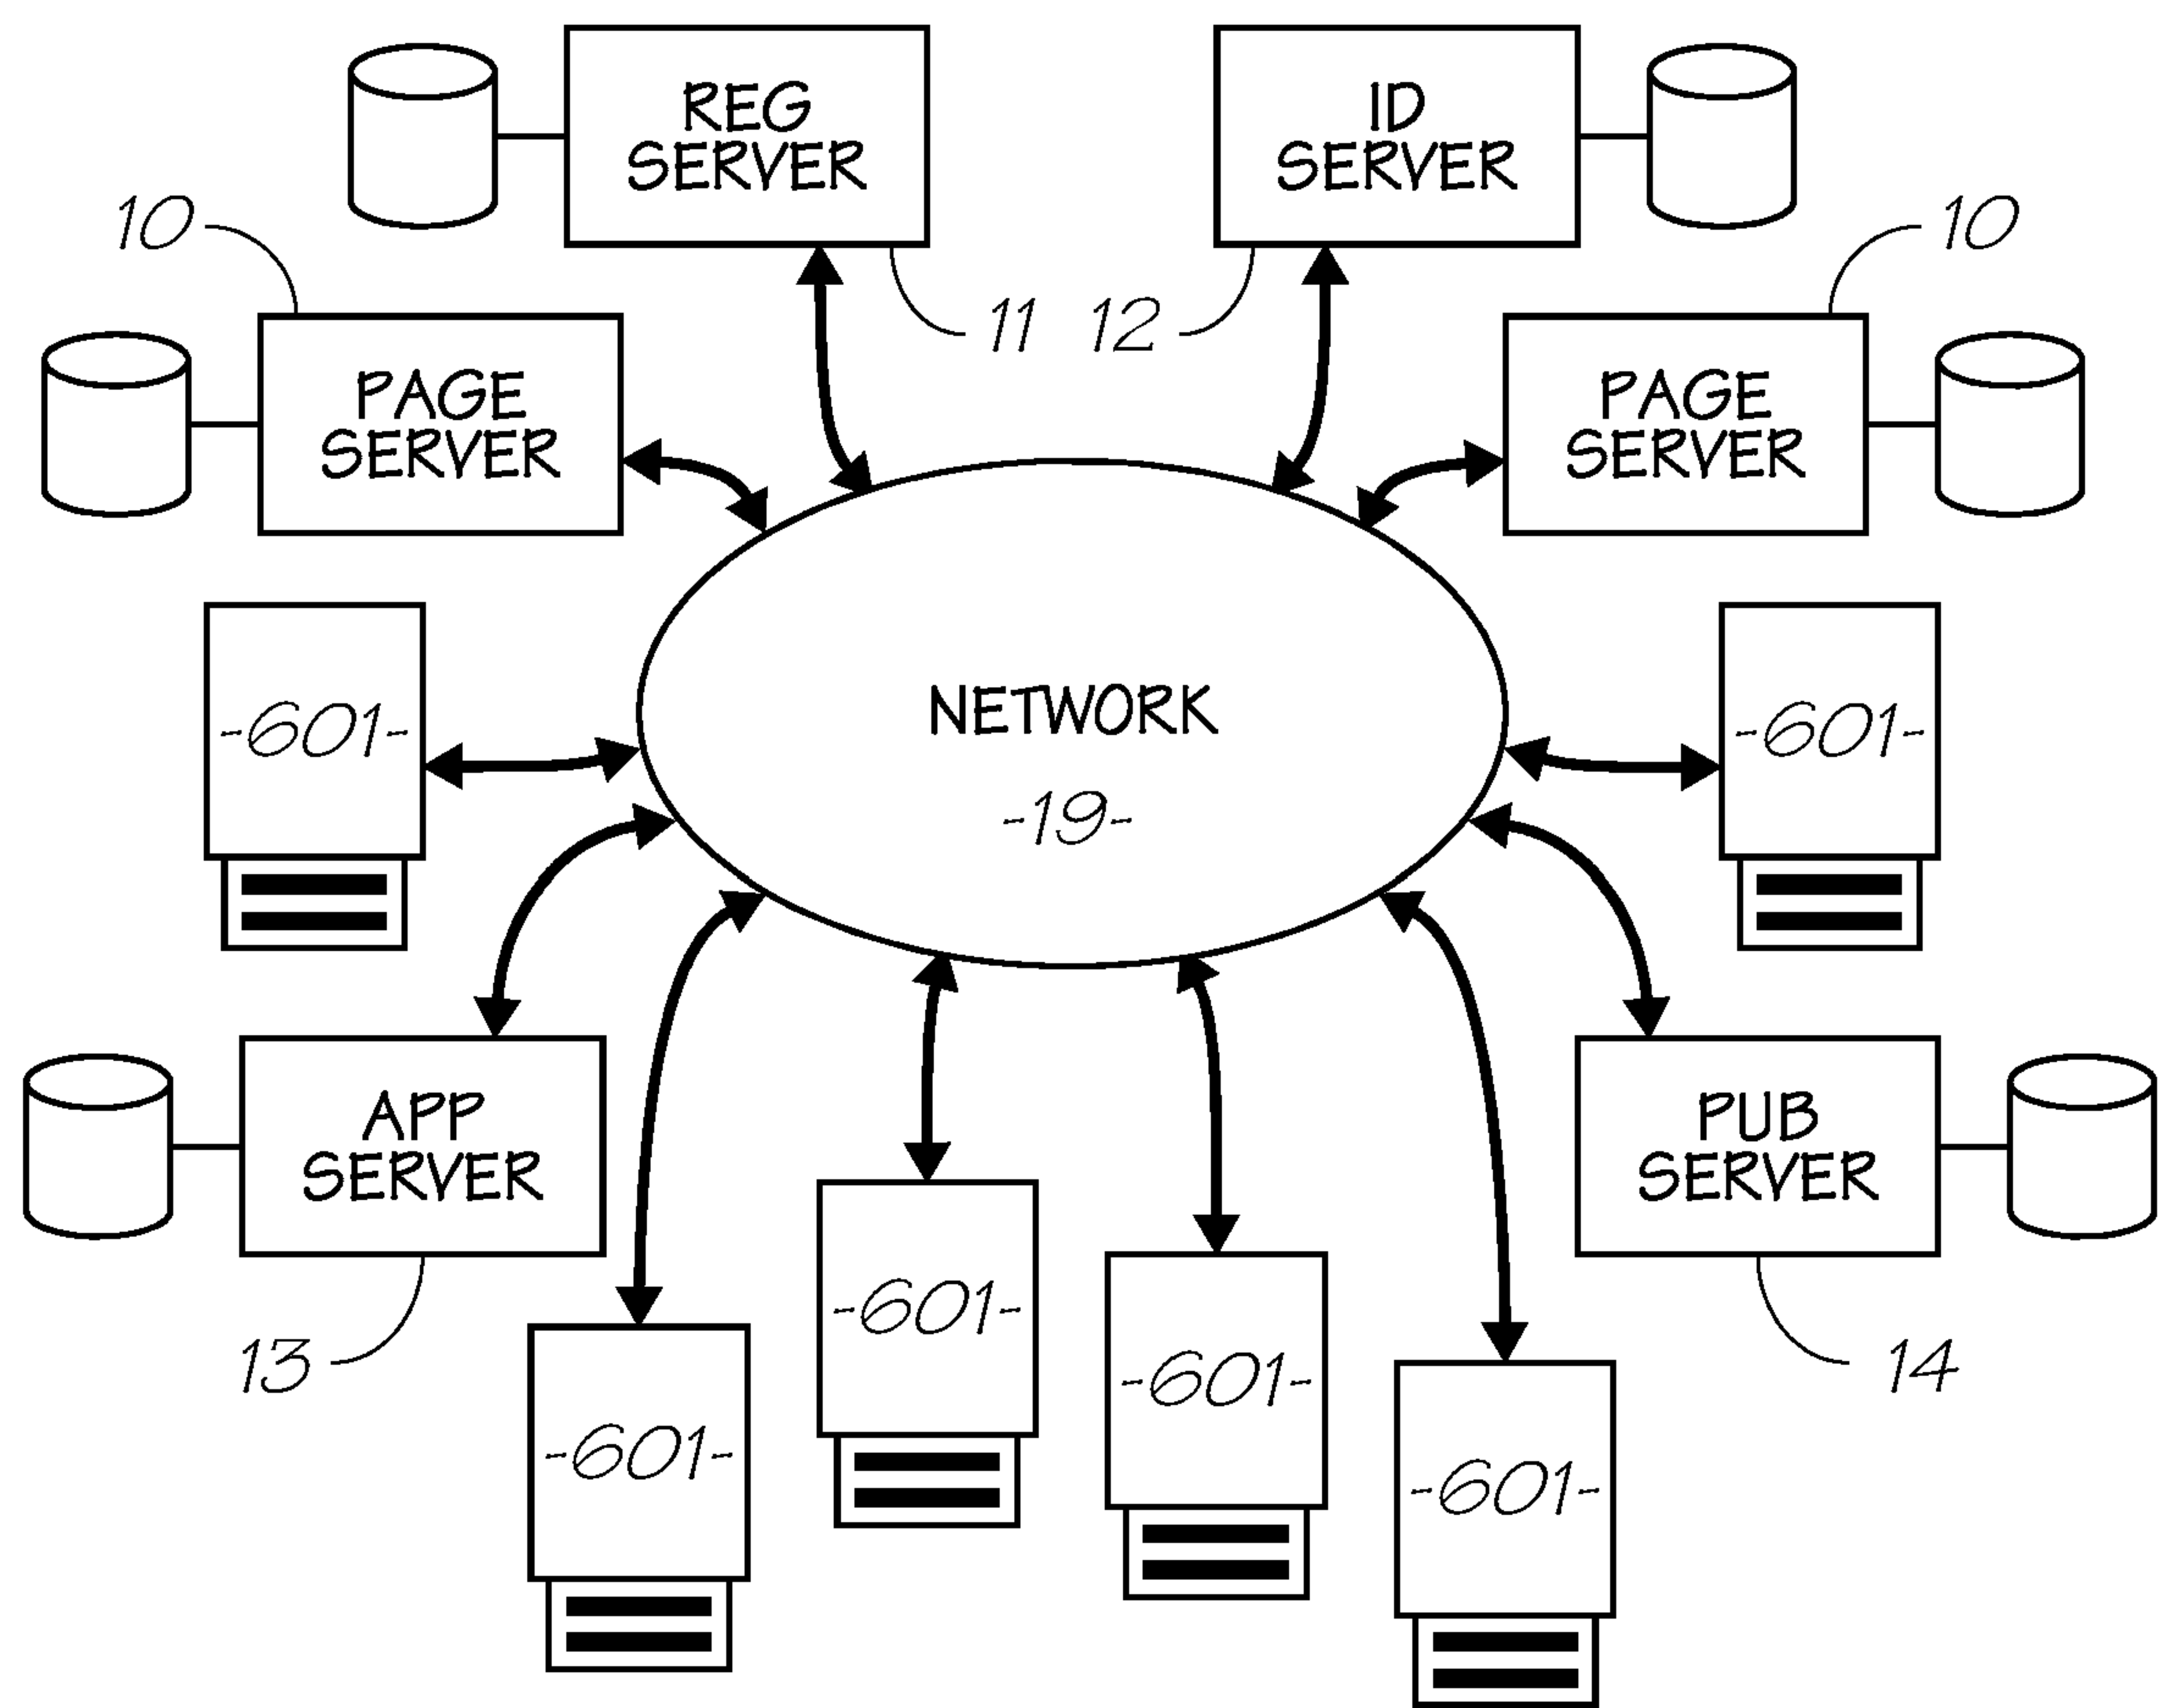 REG
SERVER
ID
SERVER
10
10
11
12
PAGE
SERVER
PAGE
SERVER
-601-
NETWORK
-19-
-601-
APP
SERVER
PUB
SERVER
13
-601-
-601-
-601-
-601-
14